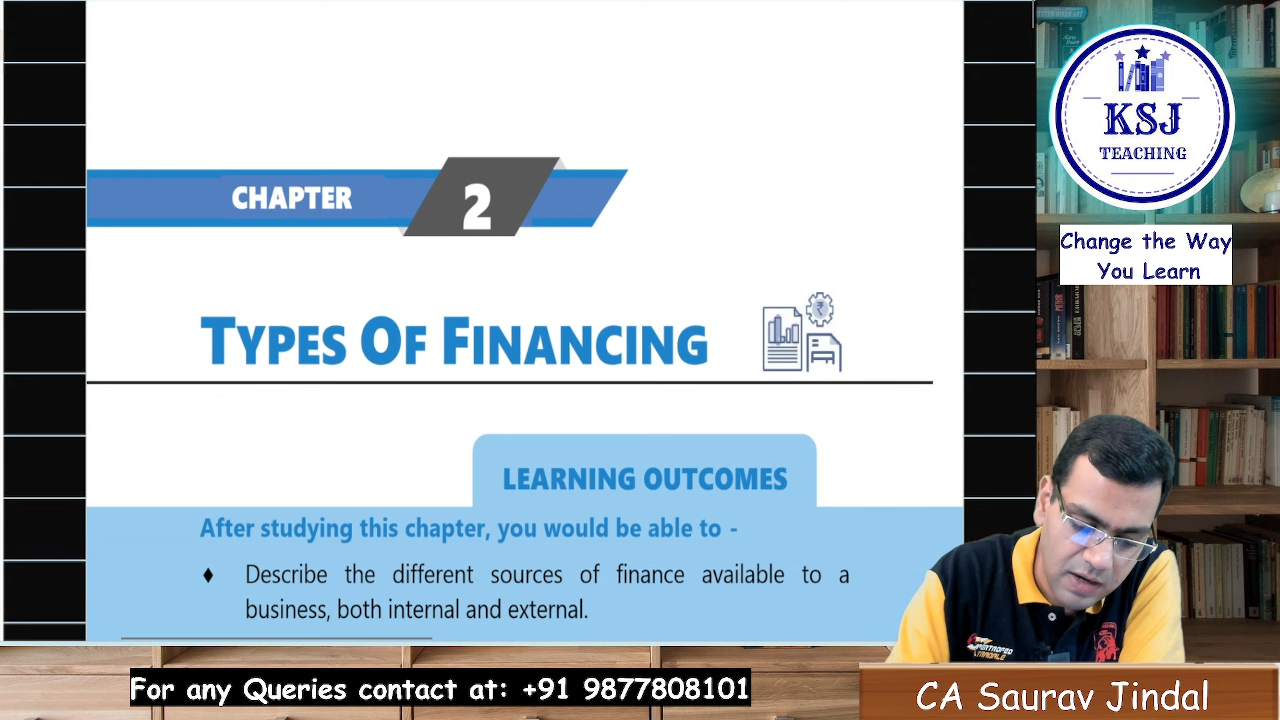 CHAPTER 2
TYPES OF FINANCING
₹
LEARNING OUTCOMES
After studying this chapter, you would be able to -
♦ Describe the different sources of finance available to a
business, both internal and external.
KSJ
TEACHING
Change the Way
You Learn
For any Queries contact at: +91 9877808101
CA Saurav Jindal